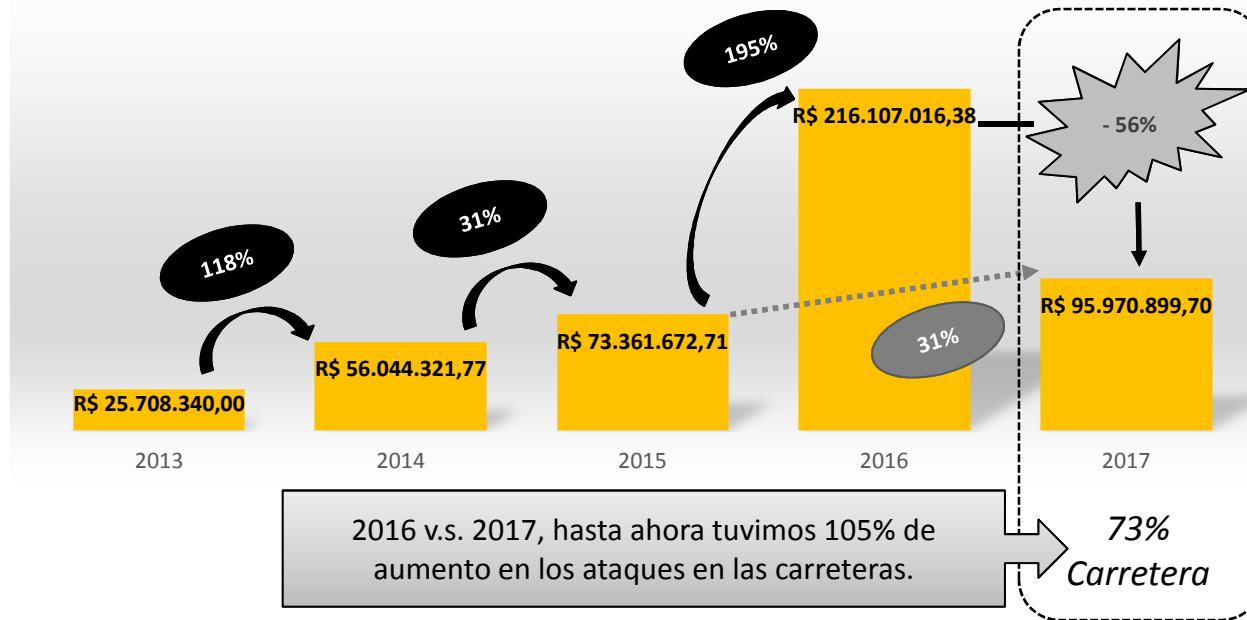 195%
R$ 216.107.016,38
- 56%
31%
118%
R$ 95.970.899,70
R$ 73.361.672,71
31%
R$ 56.044.321,77
R$ 25.708.340,00
2013
2014
2015
2016
2017
2016 v.s. 2017, hasta ahora tuvimos 105% de
aumento en los ataques en las carreteras.
73%
Carretera